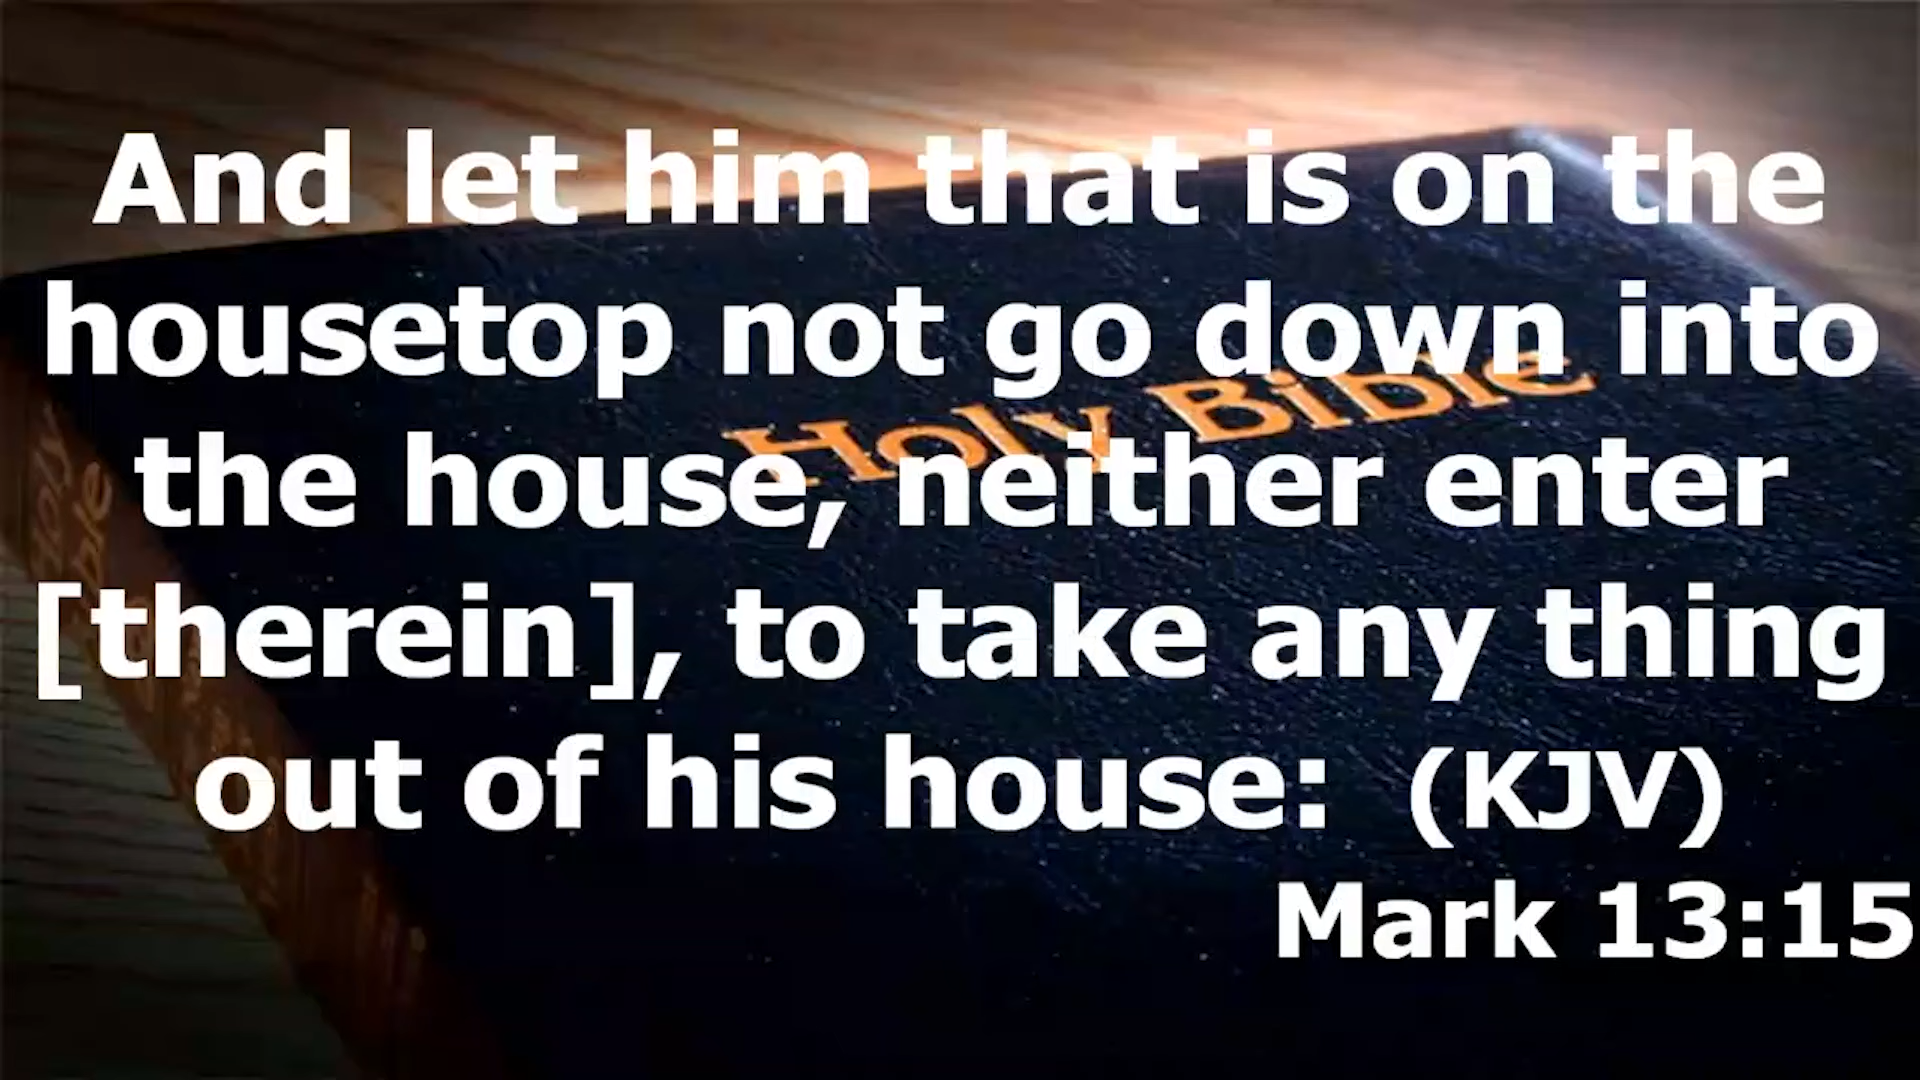 And let him that is on the
housetop not go down into
Holy Bible
the house, neither enter
[therein], to take any thing
out of his house:  (KJV)
Mark 13:15